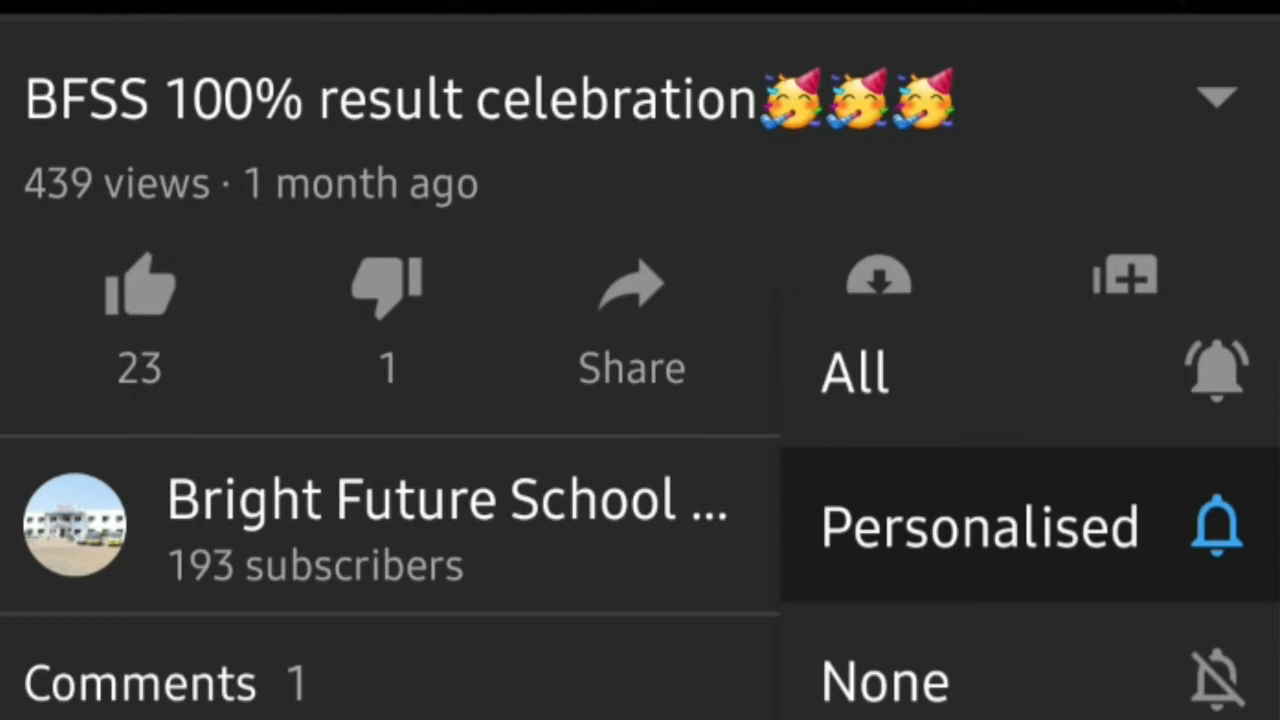 BFSS 100% result celebration🥳🥳🥳
439 views · 1 month ago
23
1
Share
Bright Future School ...
193 subscribers
Comments 1
All
Personalised
None